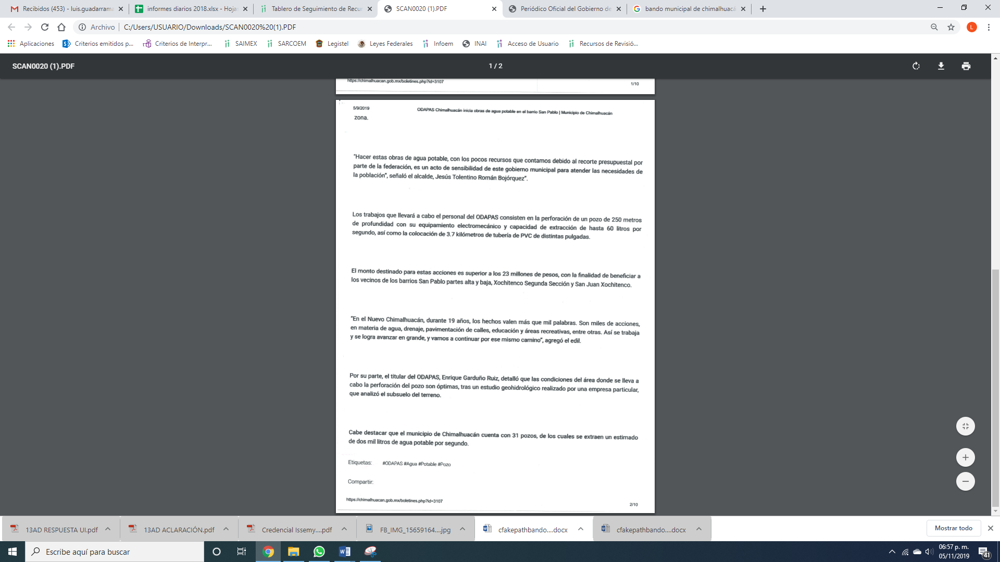 Recibidos (453) - luis.guadarrama
informes diarios 2018.xlsx - Hoja
Tablero de Seguimiento de Recur
SCAN0020 (1).PDF
Periódico Oficial del Gobierno de
bando municipal de chimalhuacá
Archivo
C:/Users/USUARIO/Downloads/SCAN0020%20(1).PDF
L
Aplicaciones
Criterios emitidos p...
Criterios de Interpr...
SAIMEX
SARCOEM
Legistel
Leyes Federales
Infoem
INAI
Acceso de Usuario
Recursos de Revisió...
SCAN0020 (1).PDF
1 / 2
https://chimalhuacan.gob.mx/boletines.php?id=3107
1/10
5/9/2019
ODAPAS Chimalhuacán inicia obras de agua potable en el barrio San Pablo | Municipio de Chimalhuacán
zona.
"Hacer estas obras de agua potable, con los pocos recursos que contamos debido al recorte presupuestal por
parte de la federación, es un acto de sensibilidad de este gobierno municipal para atender las necesidades de
la población", señaló el alcalde, Jesús Tolentino Román Bojórquez".
Los trabajos que llevará a cabo el personal del ODAPAS consisten en la perforación de un pozo de 250 metros
de profundidad con su equipamiento electromecánico y capacidad de extracción de hasta 60 litros por
segundo, así como la colocación de 3.7 kilómetros de tubería de PVC de distintas pulgadas.
El monto destinado para estas acciones es superior a los 23 millones de pesos, con la finalidad de beneficiar a
los vecinos de los barrios San Pablo partes alta y baja, Xochitenco Segunda Sección y San Juan Xochitenco.
"En el Nuevo Chimalhuacán, durante 19 años, los hechos valen más que mil palabras. Son miles de acciones,
en materia de agua, drenaje, pavimentación de calles, educación y áreas recreativas, entre otras. Así se trabaja
y se logra avanzar en grande, y vamos a continuar por ese mismo camino", agregó el edil.
Por su parte, el titular del ODAPAS, Enrique Garduño Ruiz, detalló que las condiciones del área donde se lleva a
cabo la perforación del pozo son óptimas, tras un estudio geohidrológico realizado por una empresa particular,
que analizó el subsuelo del terreno.
Cabe destacar que el municipio de Chimalhuacán cuenta con 31 pozos, de los cuales se extraen un estimado
de dos mil litros de agua potable por segundo.
Etiquetas: #ODAPAS #Agua #Potable #Pozo
Compartir:
https://chimalhuacan.gob.mx/boletines.php?id=3107
2/10
13AD RESPUESTA UI.pdf
13AD ACLARACIÓN.pdf
Credencial Issemy....pdf
FB_IMG_15659164....jpg
cfakepathbando....docx
cfakepathbando....docx
Mostrar todo
Escribe aquí para buscar
06:57 p. m.
05/11/2019
41